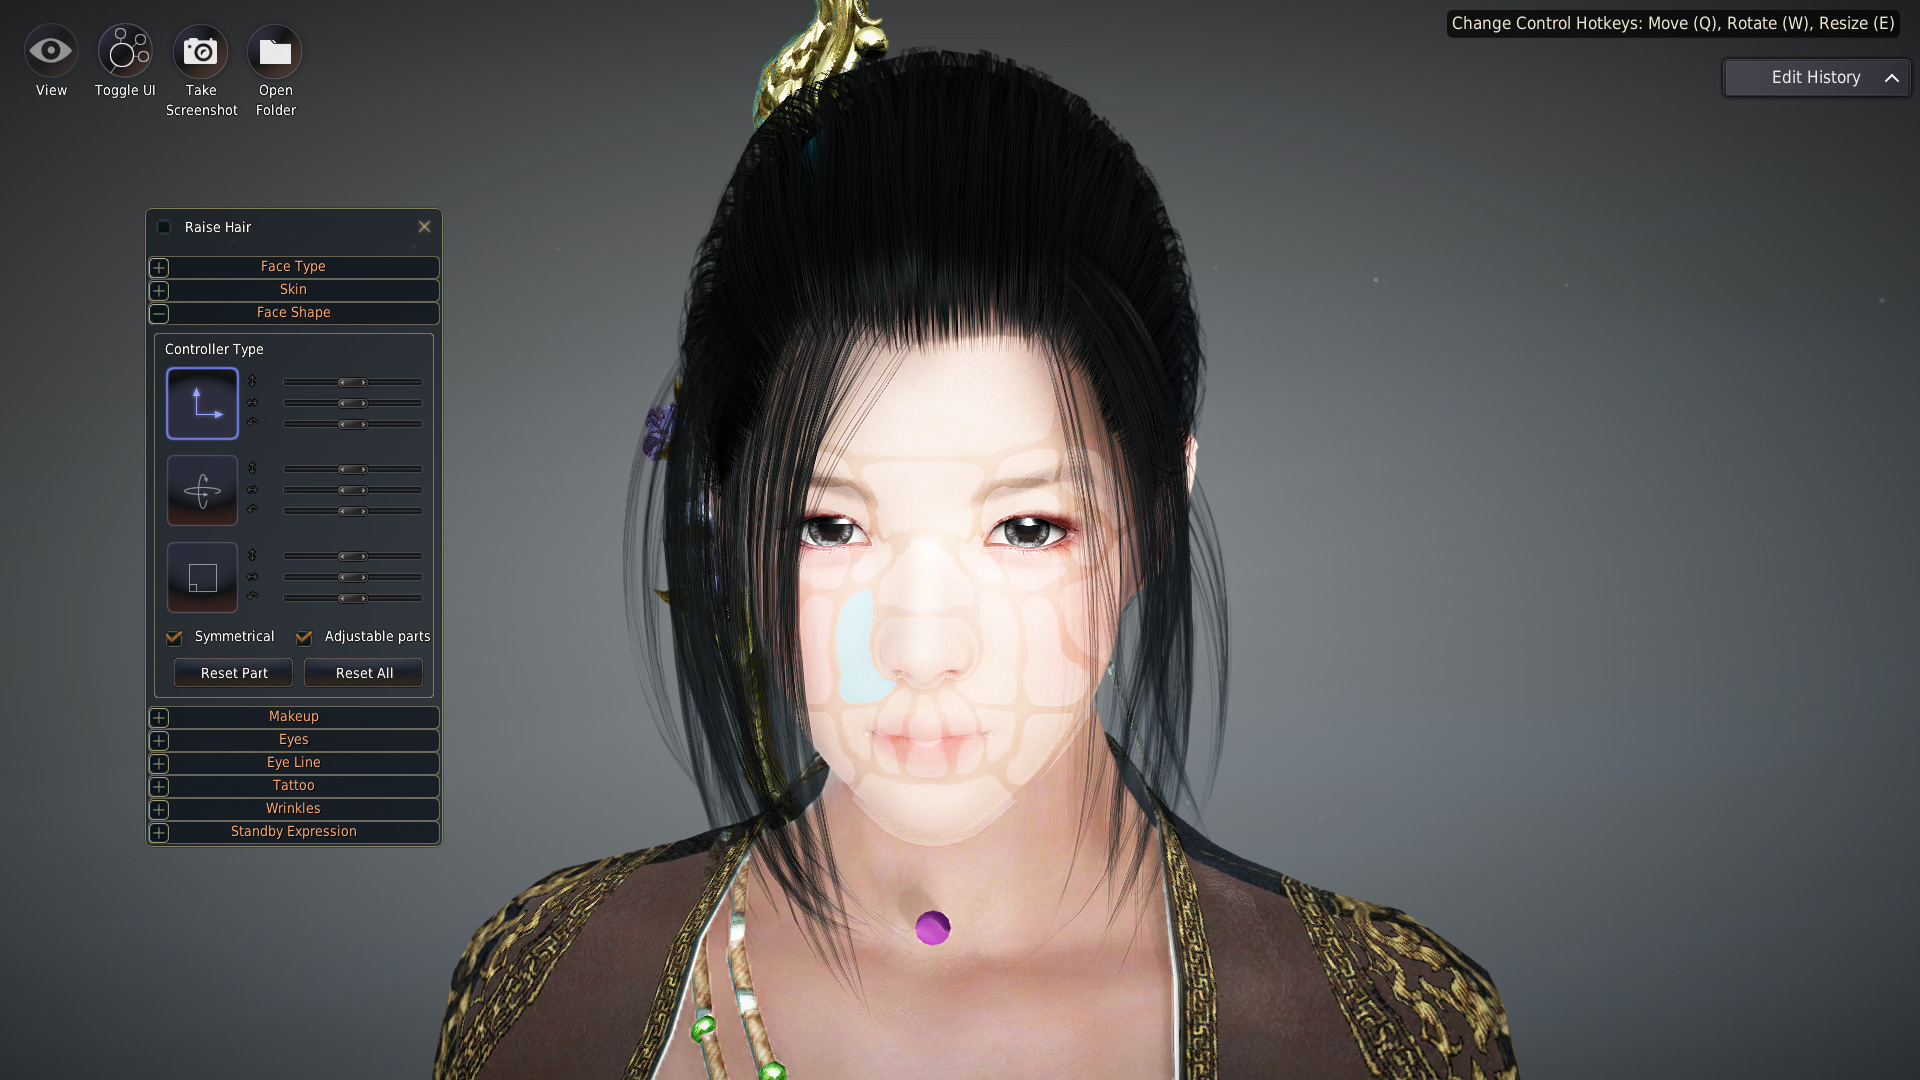 Change Control Hotkeys: Move (Q), Rotate (W), Resize (E)
View
Toggle UI
Take
Screenshot
Open
Folder
Edit History
Raise Hair
Face Type
Skin
Face Shape
Controller Type
Symmetrical
Adjustable parts
Reset Part
Reset All
Makeup
Eyes
Eye Line
Tattoo
Wrinkles
Standby Expression